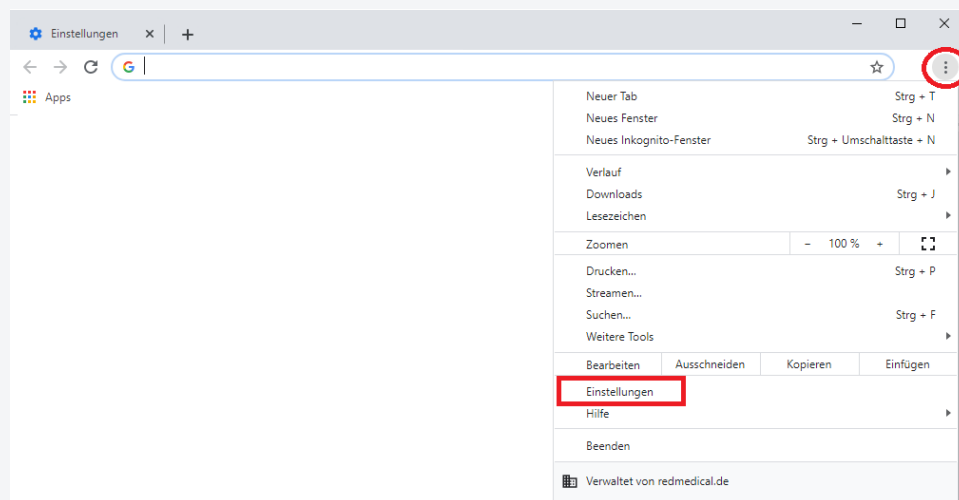 Einstellungen
Apps
Neuer Tab Strg + T
Neues Fenster Strg + N
Neues Inkognito-Fenster Strg + Umschalttaste + N
Verlauf
Downloads Strg + J
Lesezeichen
Zoomen - 100 % +
Drucken... Strg + P
Streamen...
Suchen... Strg + F
Weitere Tools
Bearbeiten Ausschneiden Kopieren Einfügen
Einstellungen
Hilfe
Beenden
Verwaltet von redmedical.de